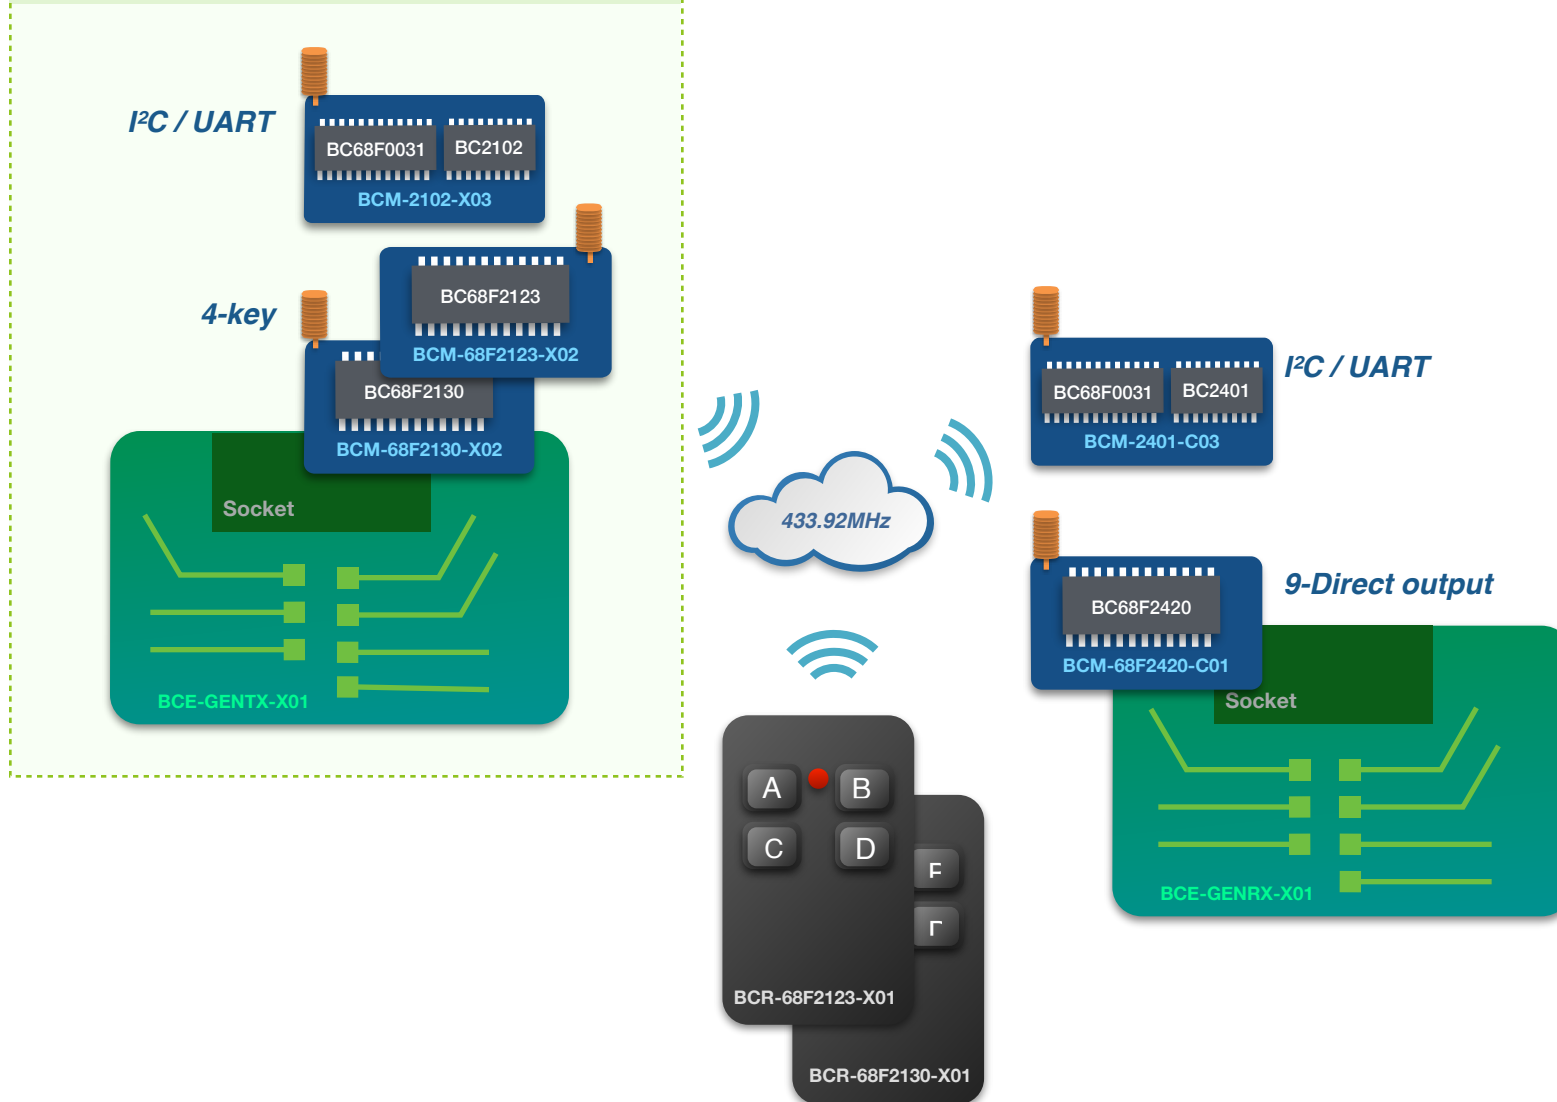 I²C / UART
BC68F0031
BC2102
BCM-2102-X03
4-key
BC68F2123
BCM-68F2123-X02
BC68F2130
BCM-68F2130-X02
Socket
BCE-GENTX-X01
433.92MHz
I²C / UART
BC68F0031
BC2401
BCM-2401-C03
9-Direct output
BC68F2420
BCM-68F2420-C01
Socket
BCE-GENRX-X01
A
B
C
D
BCR-68F2123-X01
BCR-68F2130-X01